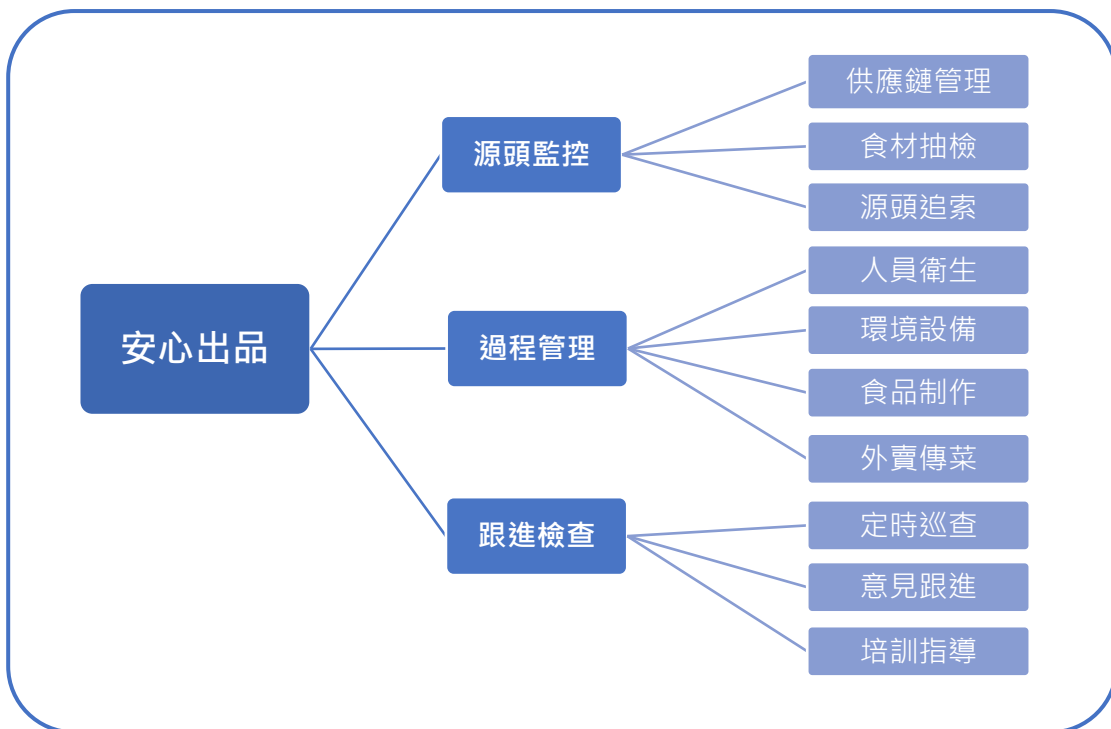 安心出品
源頭監控
供應鏈管理
食材抽檢
源頭追索
過程管理
人員衛生
環境設備
食品制作
外賣傳菜
跟進檢查
定時巡查
意見跟進
培訓指導